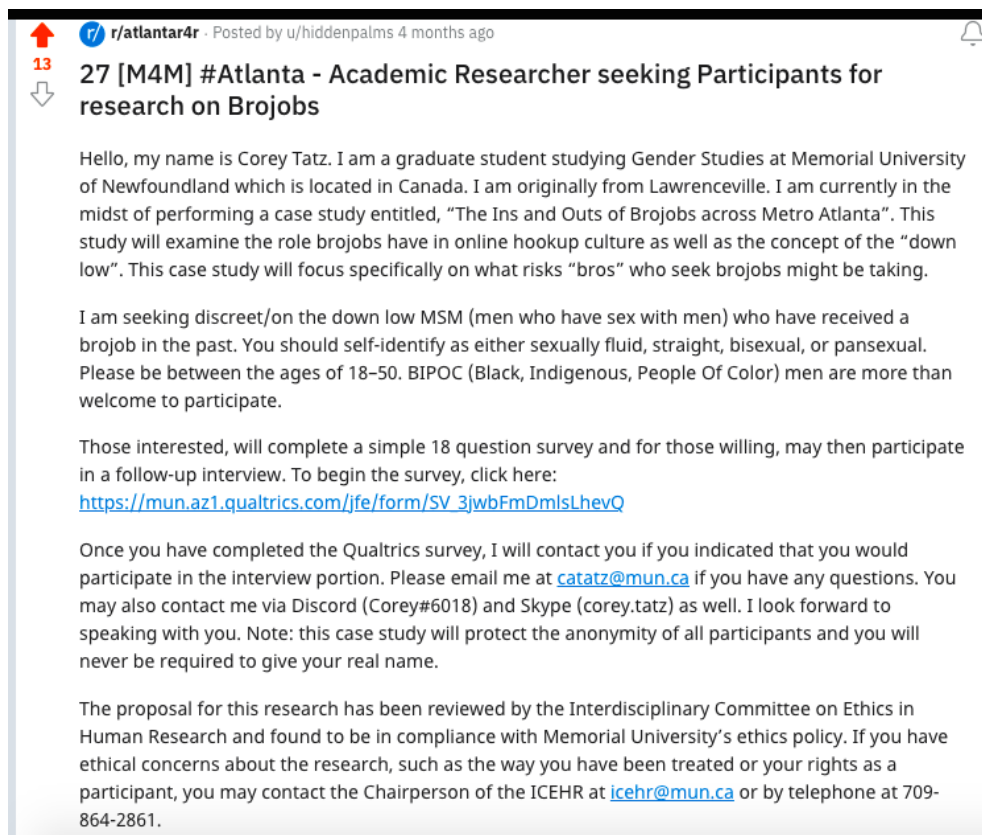 r/ r/atlantar4r · Posted by u/hiddenpalms 4 months ago
13
27 [M4M] #Atlanta - Academic Researcher seeking Participants for
research on Brojobs
Hello, my name is Corey Tatz. I am a graduate student studying Gender Studies at Memorial University
of Newfoundland which is located in Canada. I am originally from Lawrenceville. I am currently in the
midst of performing a case study entitled, “The Ins and Outs of Brojobs across Metro Atlanta”. This
study will examine the role brojobs have in online hookup culture as well as the concept of the “down
low”. This case study will focus specifically on what risks “bros” who seek brojobs might be taking.
I am seeking discreet/on the down low MSM (men who have sex with men) who have received a
brojob in the past. You should self-identify as either sexually fluid, straight, bisexual, or pansexual.
Please be between the ages of 18–50. BIPOC (Black, Indigenous, People Of Color) men are more than
welcome to participate.
Those interested, will complete a simple 18 question survey and for those willing, may then participate
in a follow-up interview. To begin the survey, click here:
https://mun.az1.qualtrics.com/jfe/form/SV_3jwbFmDmlsLhevQ
Once you have completed the Qualtrics survey, I will contact you if you indicated that you would
participate in the interview portion. Please email me at catatz@mun.ca if you have any questions. You
may also contact me via Discord (Corey#6018) and Skype (corey.tatz) as well. I look forward to
speaking with you. Note: this case study will protect the anonymity of all participants and you will
never be required to give your real name.
The proposal for this research has been reviewed by the Interdisciplinary Committee on Ethics in
Human Research and found to be in compliance with Memorial University’s ethics policy. If you have
ethical concerns about the research, such as the way you have been treated or your rights as a
participant, you may contact the Chairperson of the ICEHR at icehr@mun.ca or by telephone at 709-
864-2861.